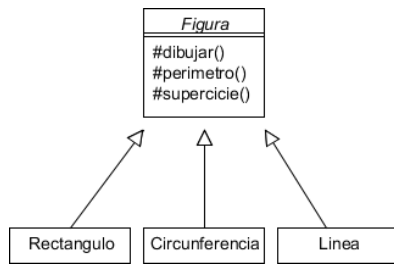 Figura
#dibujar()
#perimetro()
#supercicie()
Rectangulo
Circunferencia
Linea